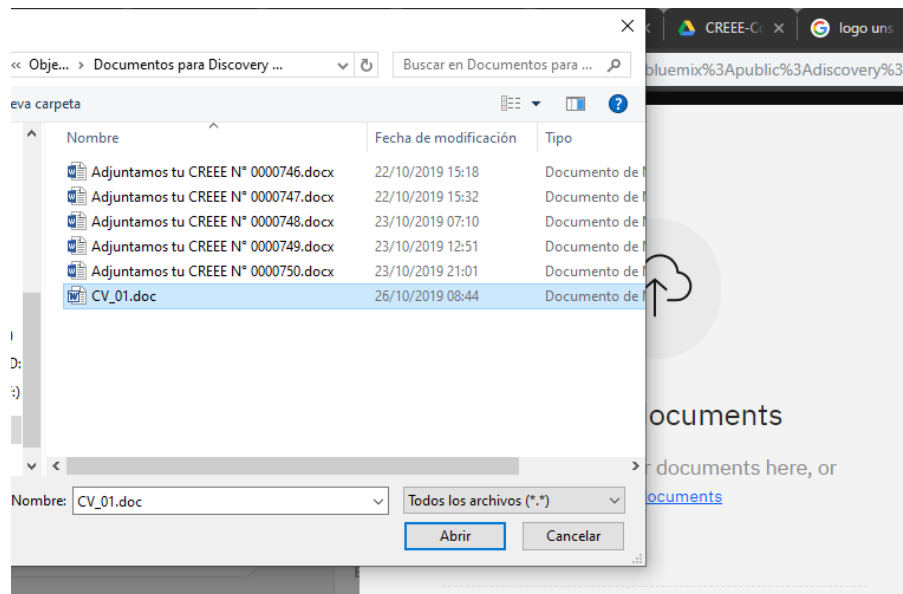 CREEE-Co
logo uns
« Obje... > Documentos para Discovery ...
Buscar en Documentos para ...
bluemix%3Apublic%3Adiscovery%3
eva carpeta
Nombre Fecha de modificación Tipo
Adjuntamos tu CREEE N° 0000746.docx 22/10/2019 15:18 Documento de
Adjuntamos tu CREEE N° 0000747.docx 22/10/2019 15:32 Documento de
Adjuntamos tu CREEE N° 0000748.docx 23/10/2019 07:10 Documento de
Adjuntamos tu CREEE N° 0000749.docx 23/10/2019 12:51 Documento de
Adjuntamos tu CREEE N° 0000750.docx 23/10/2019 21:01 Documento de
CV_01.doc 26/10/2019 08:44 Documento de
D:
:)
ocuments
r documents here, or
ocuments
Nombre: CV_01.doc Todos los archivos (*.*)
Abrir Cancelar